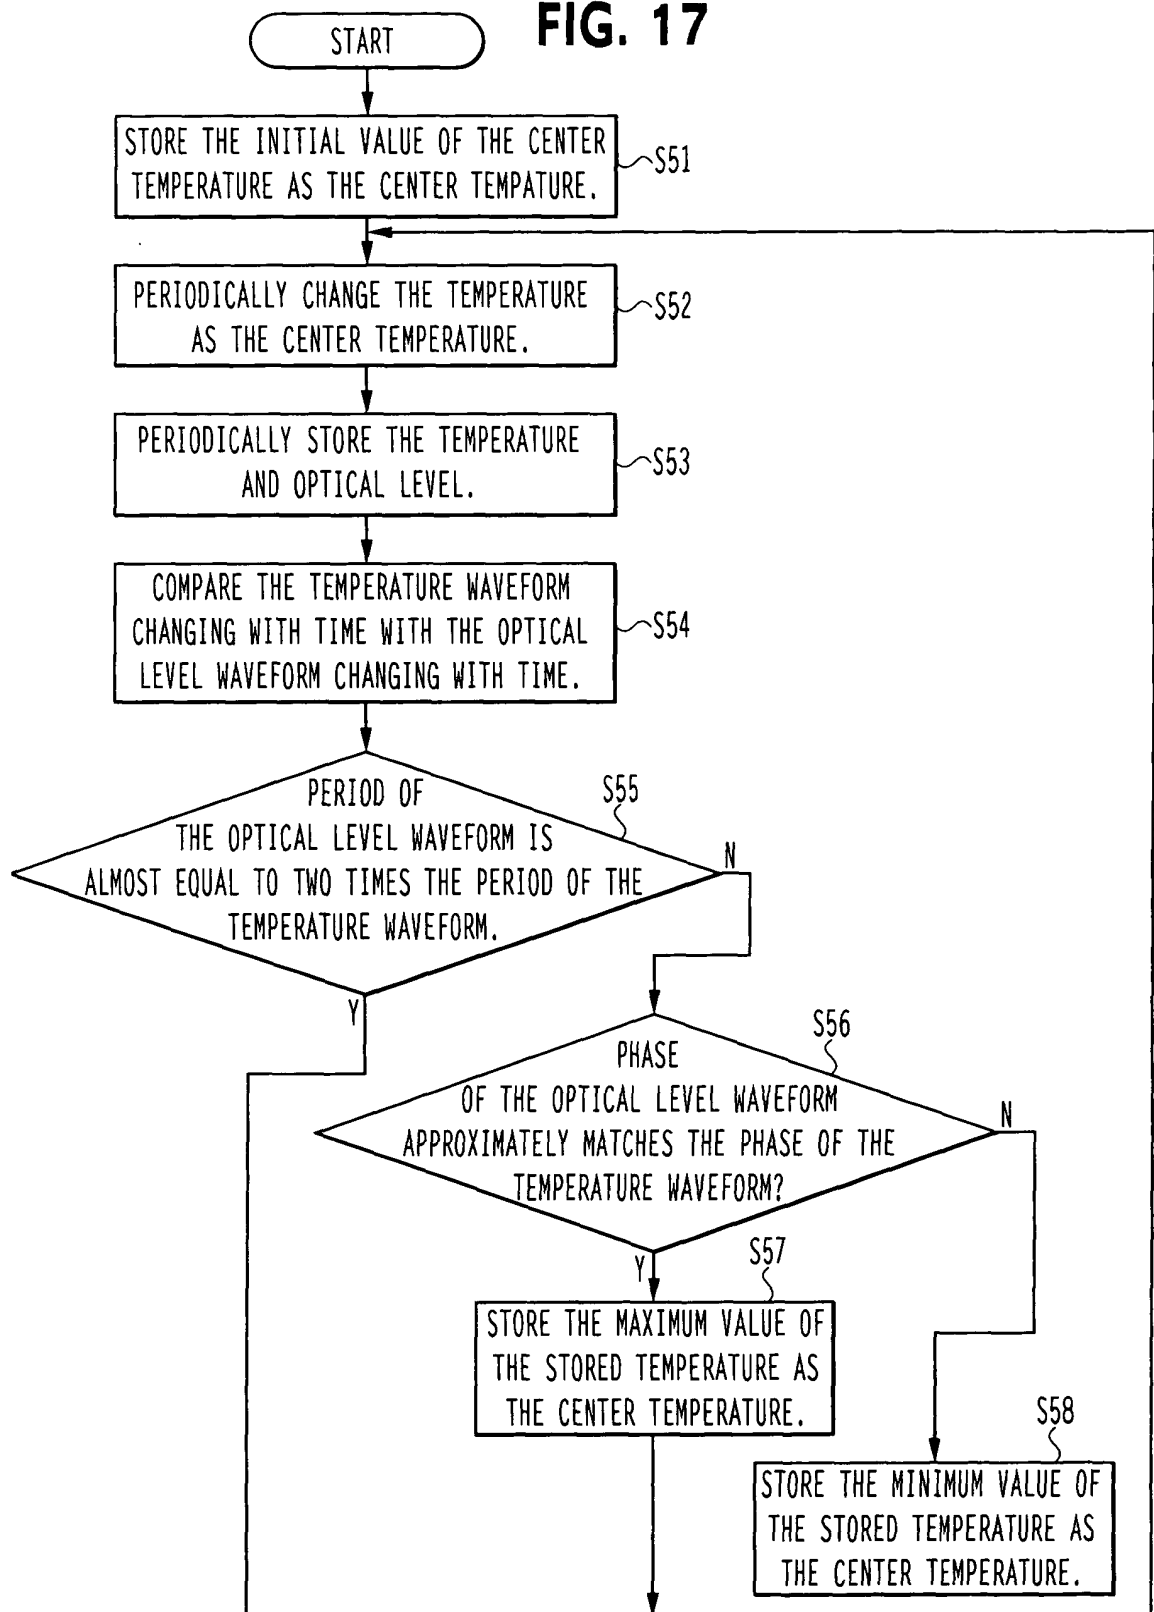 FIG. 17
START
STORE THE INITIAL VALUE OF THE CENTER
TEMPERATURE AS THE CENTER TEMPATURE.
S51
PERIODICALLY CHANGE THE TEMPERATURE
AS THE CENTER TEMPERATURE.
S52
PERIODICALLY STORE THE TEMPERATURE
AND OPTICAL LEVEL.
S53
COMPARE THE TEMPERATURE WAVEFORM
CHANGING WITH TIME WITH THE OPTICAL
LEVEL WAVEFORM CHANGING WITH TIME.
S54
S55
PERIOD OF
THE OPTICAL LEVEL WAVEFORM IS
ALMOST EQUAL TO TWO TIMES THE PERIOD OF THE
TEMPERATURE WAVEFORM.
N
Y
S56
PHASE
OF THE OPTICAL LEVEL WAVEFORM
APPROXIMATELY MATCHES THE PHASE OF THE
TEMPERATURE WAVEFORM?
N
Y
S57
STORE THE MAXIMUM VALUE OF
THE STORED TEMPERATURE AS
THE CENTER TEMPERATURE.
S58
STORE THE MINIMUM VALUE OF
THE STORED TEMPERATURE AS
THE CENTER TEMPERATURE.